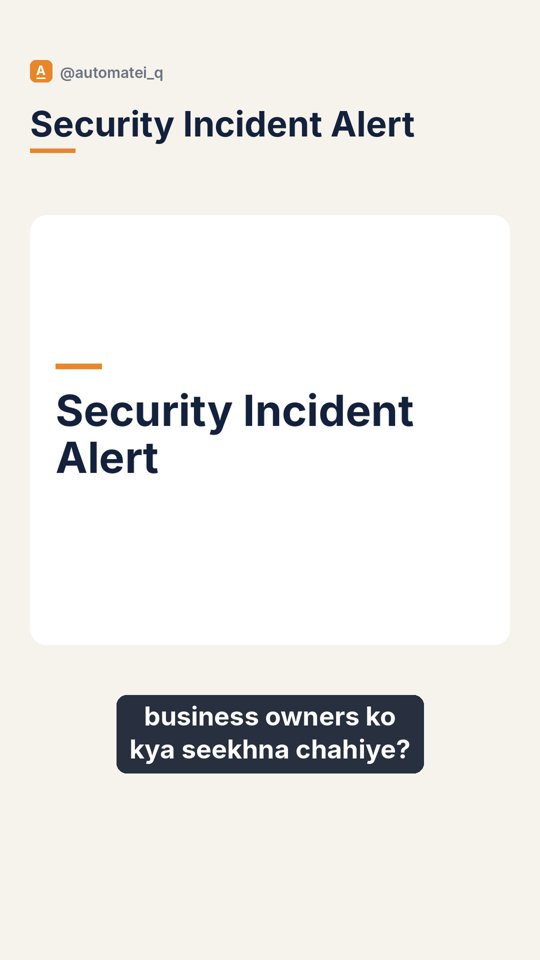 A
@automatei_q
Security Incident Alert
Security Incident
Alert
business owners ko
kya seekhna chahiye?